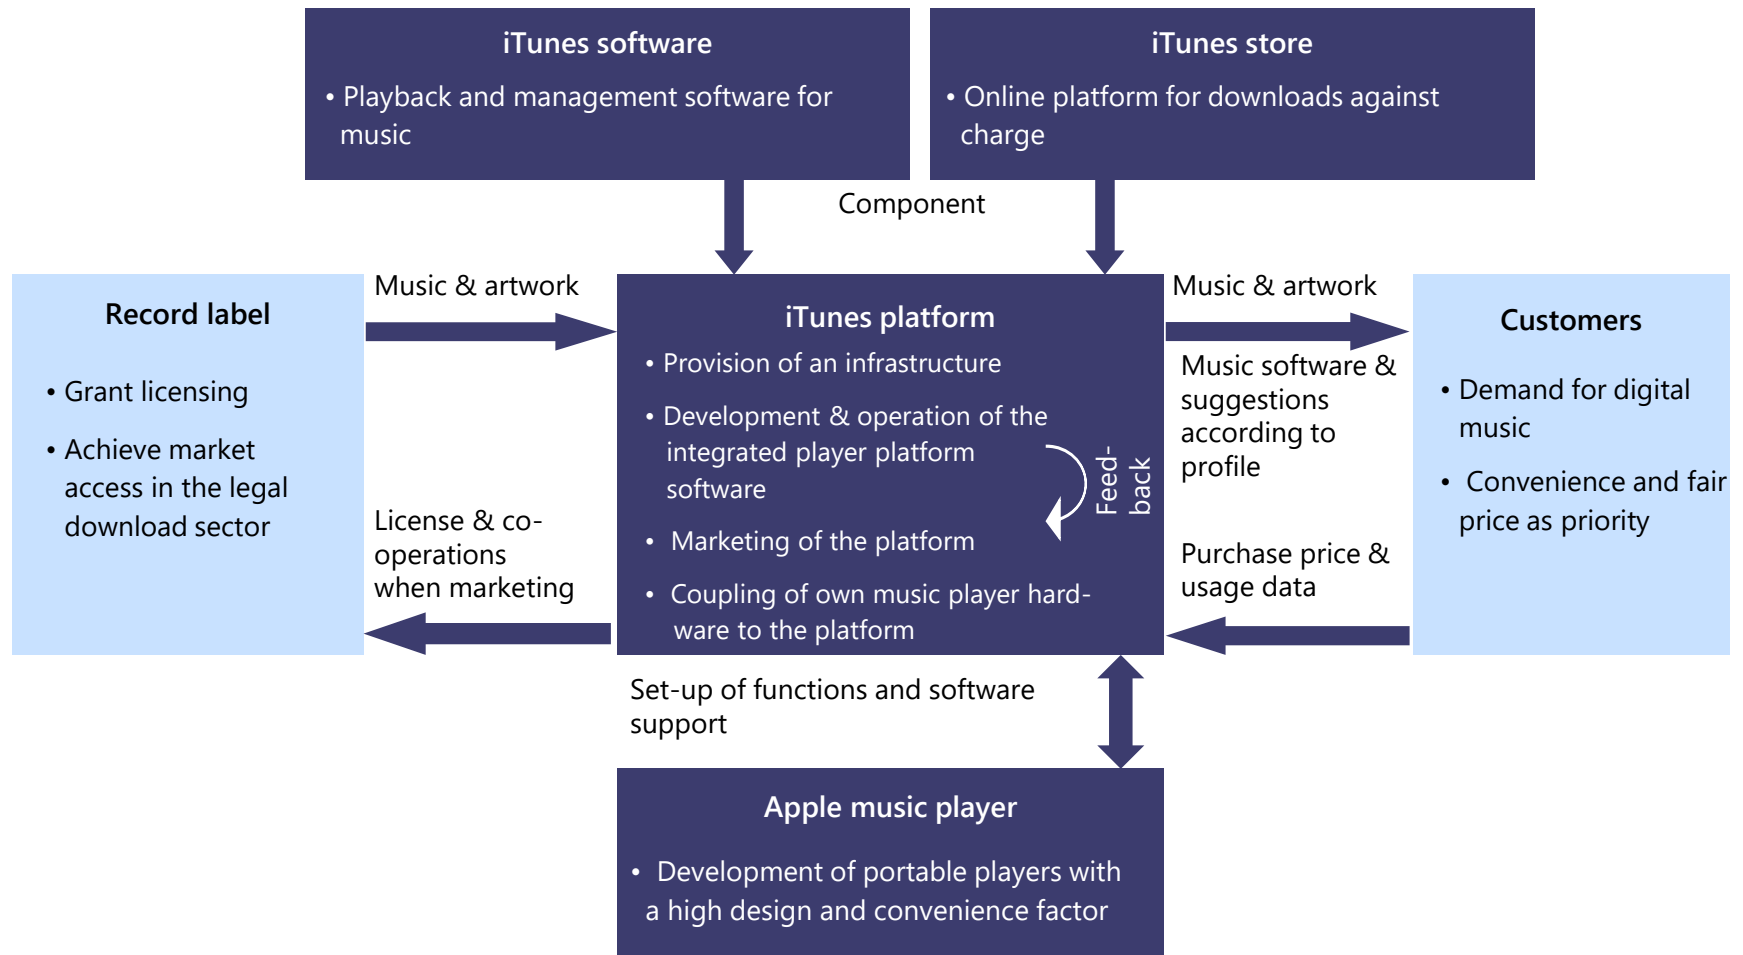 iTunes software
• Playback and management software for
music
iTunes store
• Online platform for downloads against
charge
Component
Record label
• Grant licensing
• Achieve market
access in the legal
download sector
Music & artwork
License & co-
operations
when marketing
iTunes platform
• Provision of an infrastructure
• Development & operation of the
integrated player platform
software
• Marketing of the platform
• Coupling of own music player hard-
ware to the platform
Feed-
back
Music & artwork
Music software &
suggestions
according to
profile
Purchase price &
usage data
Customers
• Demand for digital
music
• Convenience and fair
price as priority
Set-up of functions and software
support
Apple music player
• Development of portable players with
a high design and convenience factor